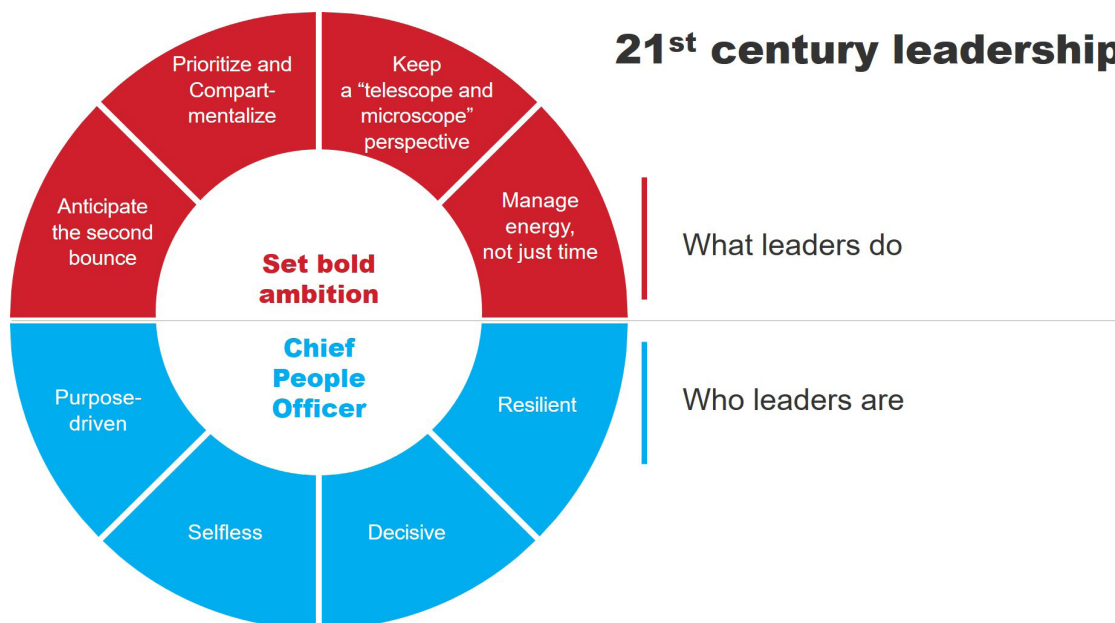 21st century leadership
Prioritize and
Compart-
mentalize
Keep
a “telescope and
microscope”
perspective
Anticipate
the second
bounce
Manage
energy,
not just time
Set bold
ambition
What leaders do
Chief
People
Officer
Purpose-
driven
Resilient
Who leaders are
Selfless
Decisive